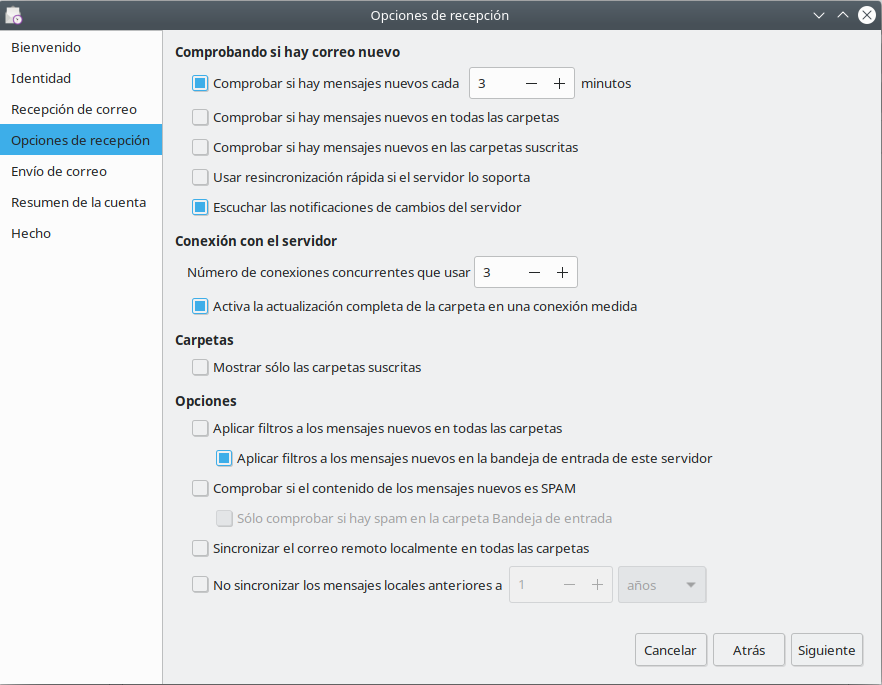 Opciones de recepción
Bienvenido
Identidad
Recepción de correo
Opciones de recepción
Envío de correo
Resumen de la cuenta
Hecho
Comprobando si hay correo nuevo
Comprobar si hay mensajes nuevos cada 3 minutos
Comprobar si hay mensajes nuevos en todas las carpetas
Comprobar si hay mensajes nuevos en las carpetas suscritas
Usar resincronización rápida si el servidor lo soporta
Escuchar las notificaciones de cambios del servidor
Conexión con el servidor
Número de conexiones concurrentes que usar 3
Activa la actualización completa de la carpeta en una conexión medida
Carpetas
Mostrar sólo las carpetas suscritas
Opciones
Aplicar filtros a los mensajes nuevos en todas las carpetas
Aplicar filtros a los mensajes nuevos en la bandeja de entrada de este servidor
Comprobar si el contenido de los mensajes nuevos es SPAM
Sólo comprobar si hay spam en la carpeta Bandeja de entrada
Sincronizar el correo remoto localmente en todas las carpetas
No sincronizar los mensajes locales anteriores a 1 años
Cancelar Atrás Siguiente